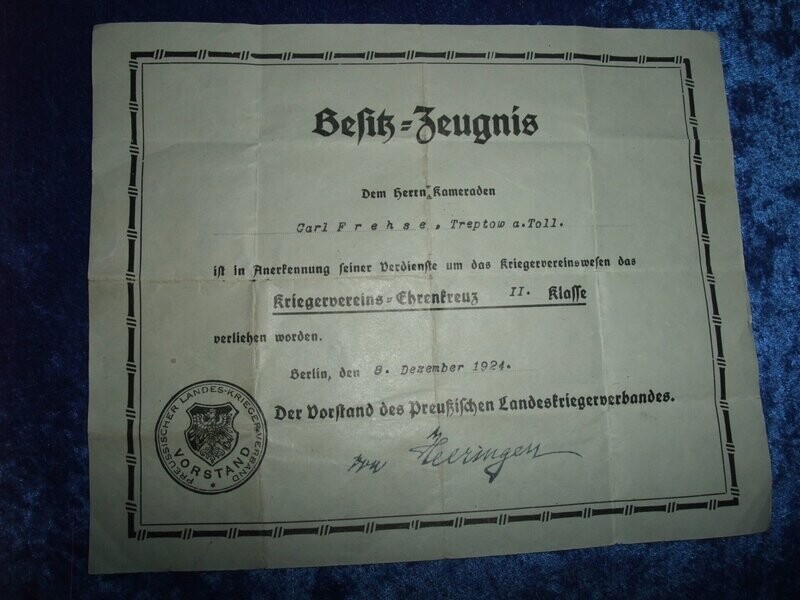 Besitz-Zeugnis
Dem Herrn Kameraden
Carl Frehse, Treptow a.Toll.
ist in Anerkennung seiner Verdienste um das Kriegervereinswesen das
Kriegervereins-Ehrenkreuz II. Klasse
verliehen worden.
Berlin, den 8. Dezember 1924.
Der Vorstand des Preußischen Landeskriegerverbandes.
von Heeringen
PREUSSISCHER LANDES-KRIEGER-VERBAND
VORSTAND